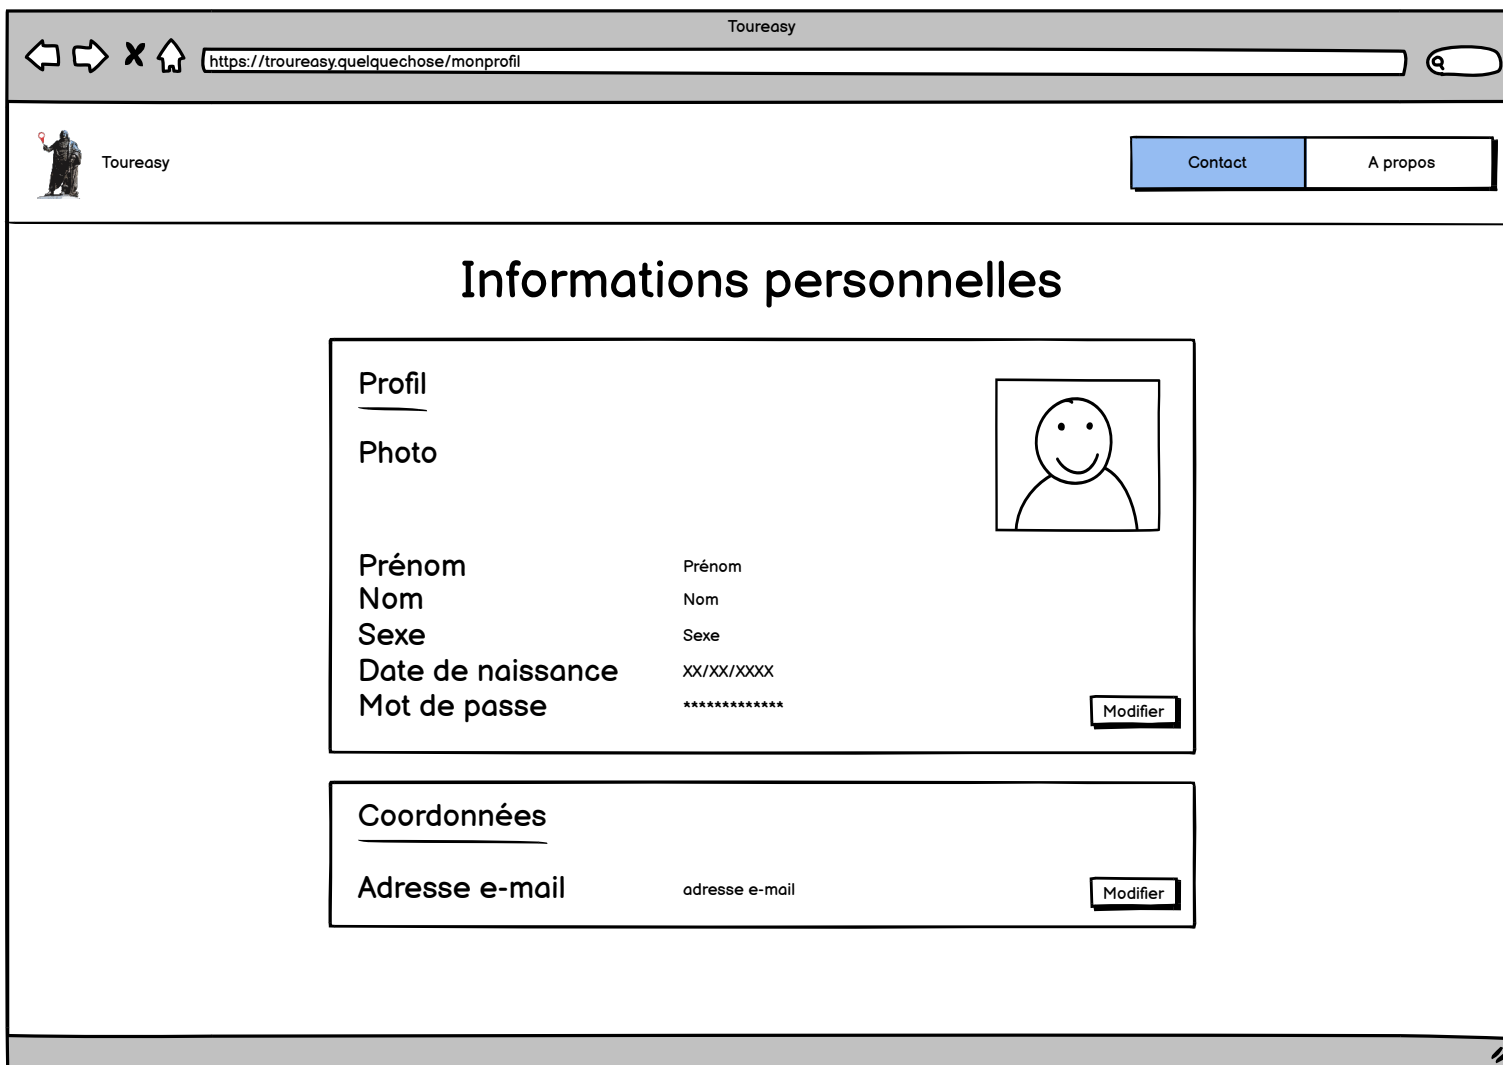 Toureasy
https://troureasy.quelquechose/monprofil
Toureasy
Contact
A propos
Informations personnelles
Profil
Photo
Prénom Prénom
Nom Nom
Sexe Sexe
Date de naissance XX/XX/XXXX
Mot de passe *************
Modifier
Coordonnées
Adresse e-mail adresse e-mail
Modifier